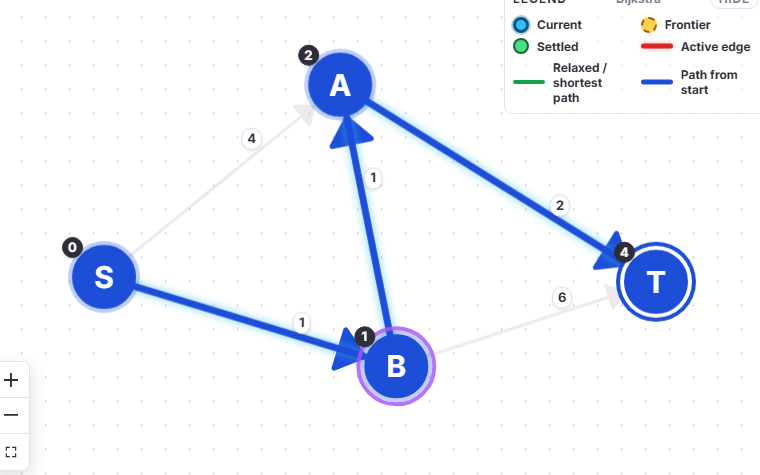 LEGEND Dijkstra HIDE
Current Frontier
Settled Active edge
Relaxed /
shortest
path
Path from
start
2
A
4
1
2
0
S
4
T
6
1
1
B